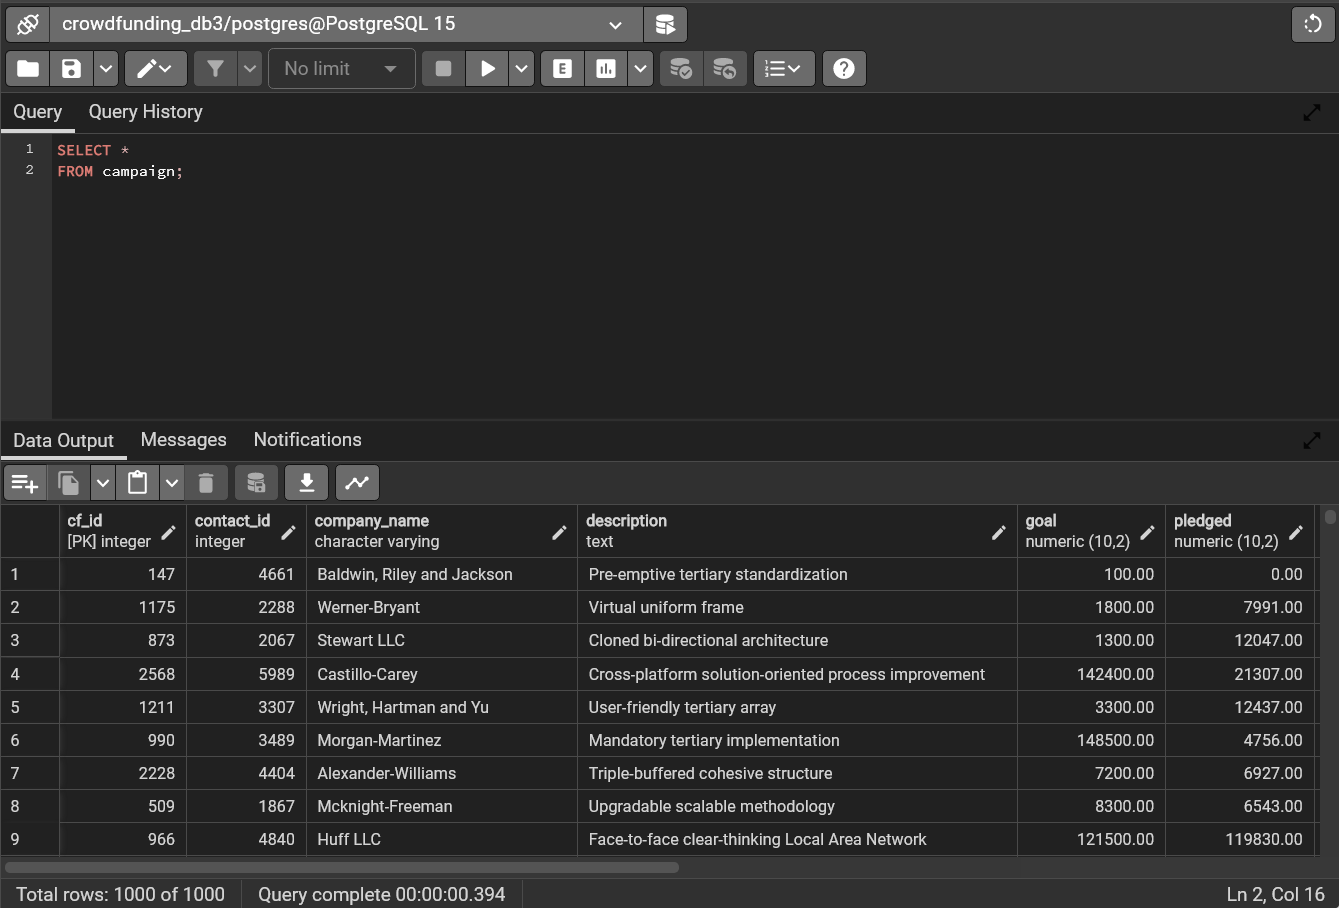 crowdfunding_db3/postgres@PostgreSQL 15
No limit
E
Query Query History
1 SELECT *
2 FROM campaign;
Data Output Messages Notifications
cf_id contact_id company_name description goal pledged
[PK] integer integer character varying text numeric (10,2) numeric (10,2)
1 147 4661 Baldwin, Riley and Jackson Pre-emptive tertiary standardization 100.00 0.00
2 1175 2288 Werner-Bryant Virtual uniform frame 1800.00 7991.00
3 873 2067 Stewart LLC Cloned bi-directional architecture 1300.00 12047.00
4 2568 5989 Castillo-Carey Cross-platform solution-oriented process improvement 142400.00 21307.00
5 1211 3307 Wright, Hartman and Yu User-friendly tertiary array 3300.00 12437.00
6 990 3489 Morgan-Martinez Mandatory tertiary implementation 148500.00 4756.00
7 2228 4404 Alexander-Williams Triple-buffered cohesive structure 7200.00 6927.00
8 509 1867 Mcknight-Freeman Upgradable scalable methodology 8300.00 6543.00
9 966 4840 Huff LLC Face-to-face clear-thinking Local Area Network 121500.00 119830.00
Total rows: 1000 of 1000 Query complete 00:00:00.394 Ln 2, Col 16